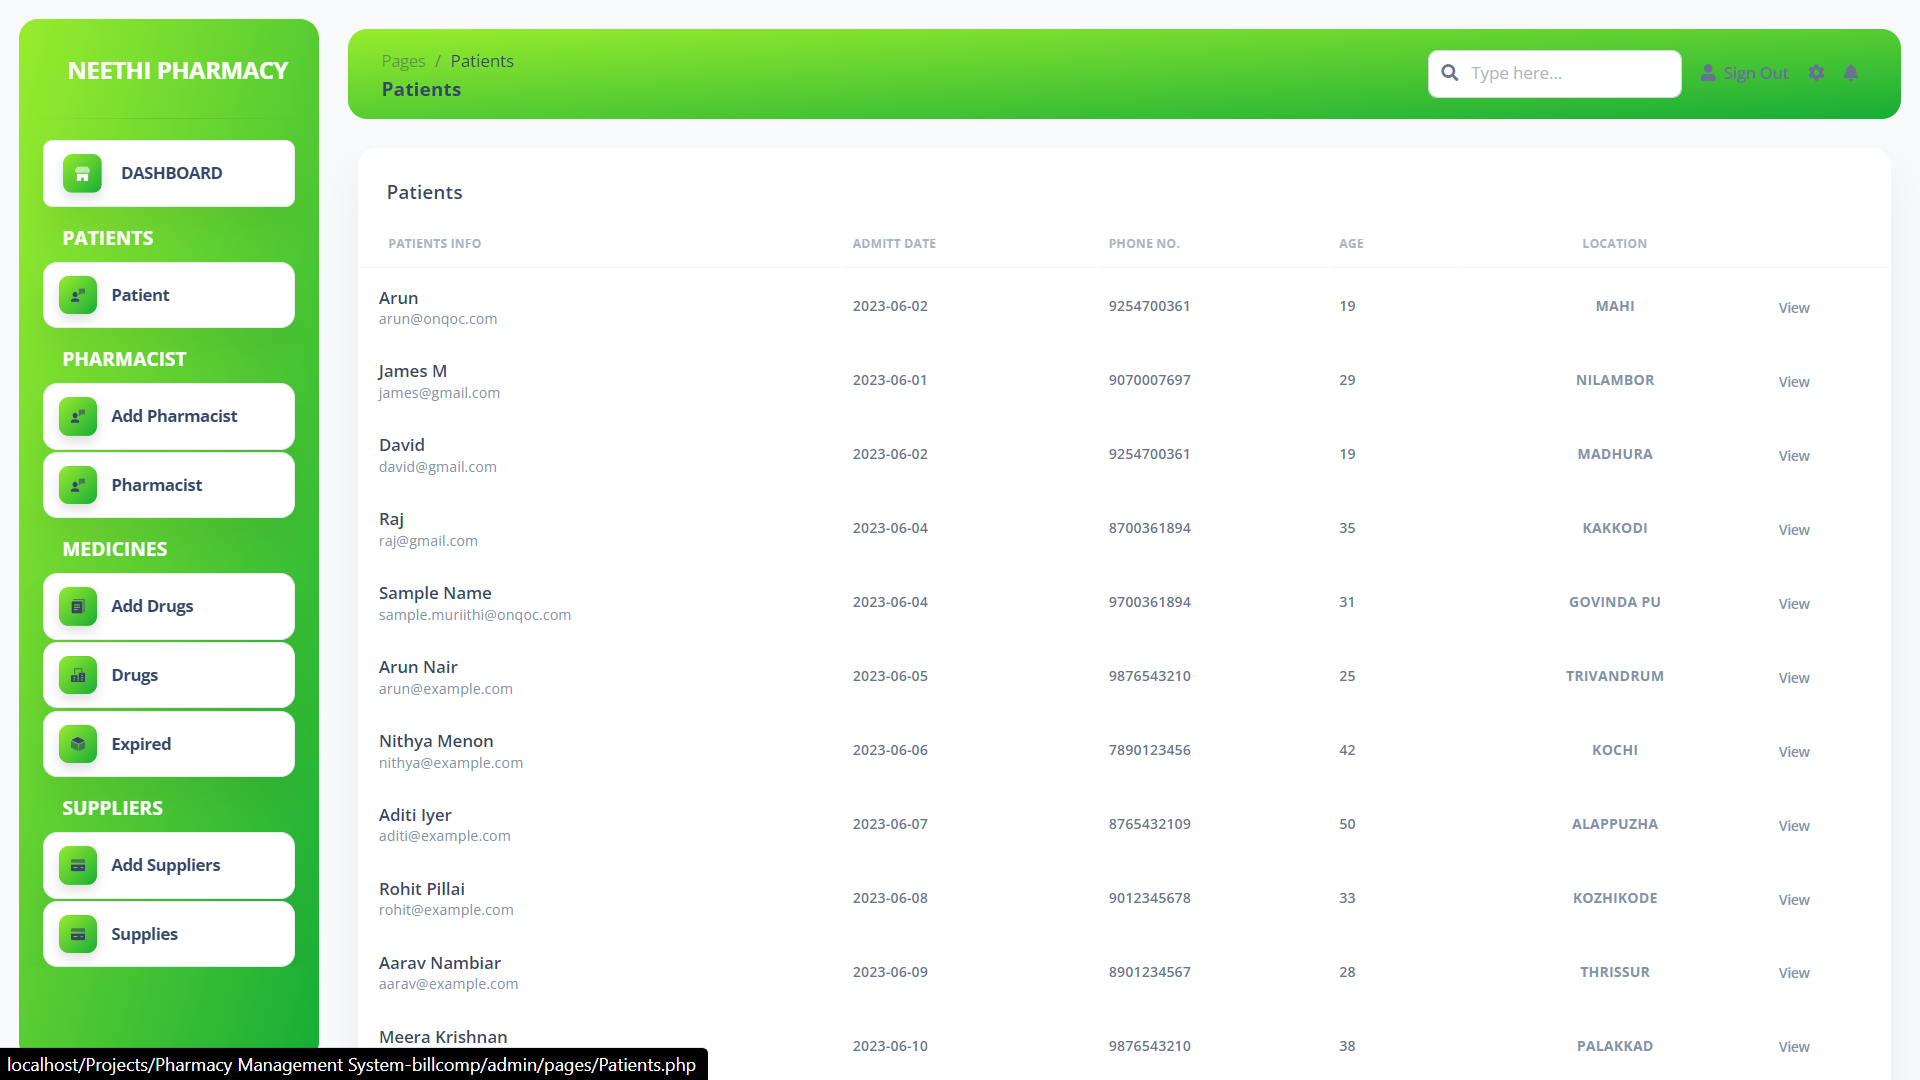 NEETHI PHARMACY
DASHBOARD
PATIENTS
Patient
PHARMACIST
Add Pharmacist
Pharmacist
MEDICINES
Add Drugs
Drugs
Expired
SUPPLIERS
Add Suppliers
Supplies
Pages / Patients
Patients
Type here...
Sign Out
Patients
PATIENTS INFO ADMITT DATE PHONE NO. AGE LOCATION
Arun
arun@onqoc.com
2023-06-02 9254700361 19 MAHI View
James M
james@gmail.com
2023-06-01 9070007697 29 NILAMBOR View
David
david@gmail.com
2023-06-02 9254700361 19 MADHURA View
Raj
raj@gmail.com
2023-06-04 8700361894 35 KAKKODI View
Sample Name
sample.muriithi@onqoc.com
2023-06-04 9700361894 31 GOVINDA PU View
Arun Nair
arun@example.com
2023-06-05 9876543210 25 TRIVANDRUM View
Nithya Menon
nithya@example.com
2023-06-06 7890123456 42 KOCHI View
Aditi Iyer
aditi@example.com
2023-06-07 8765432109 50 ALAPPUZHA View
Rohit Pillai
rohit@example.com
2023-06-08 9012345678 33 KOZHIKODE View
Aarav Nambiar
aarav@example.com
2023-06-09 8901234567 28 THRISSUR View
Meera Krishnan
2023-06-10 9876543210 38 PALAKKAD View
localhost/Projects/Pharmacy Management System-billcomp/admin/pages/Patients.php